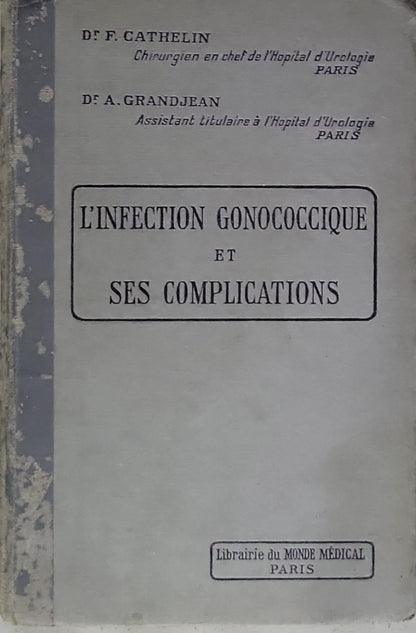 Dr F. CATHELIN
Chirurgien en chef de l'Hopital d'Urologie
PARIS
Dr A. GRANDJEAN
Assistant titulaire à l'Hopital d'Urologie
PARIS
L'INFECTION GONOCOCCIQUE
ET
SES COMPLICATIONS
Librairie du MONDE MÉDICAL
PARIS